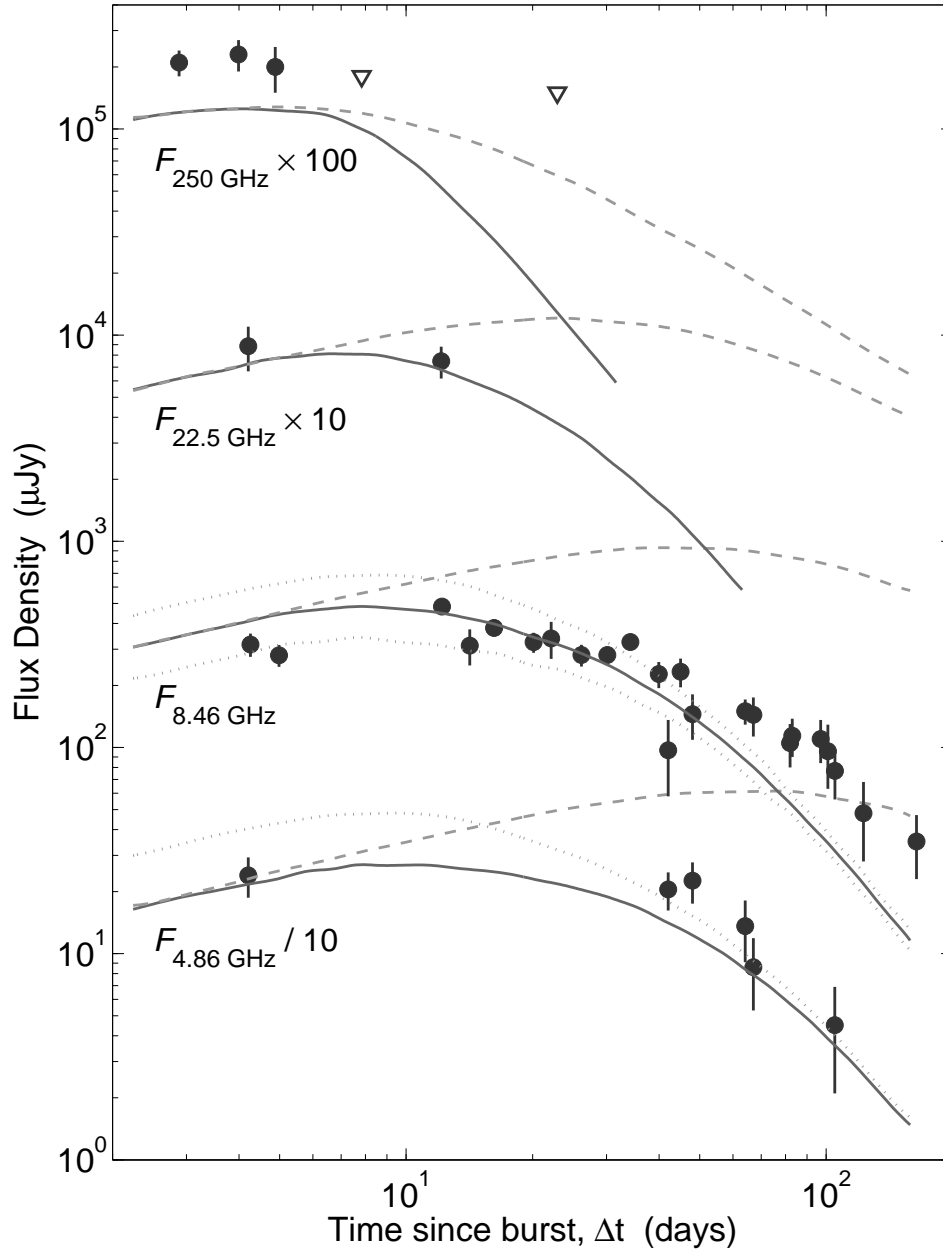 10^5
F_250 GHz × 100
10^4
F_22.5 GHz × 10
10^3
F_8.46 GHz
10^2
F_4.86 GHz / 10
10^1
10^0
10^1
10^2
Flux Density (μJy)
Time since burst, Δt (days)